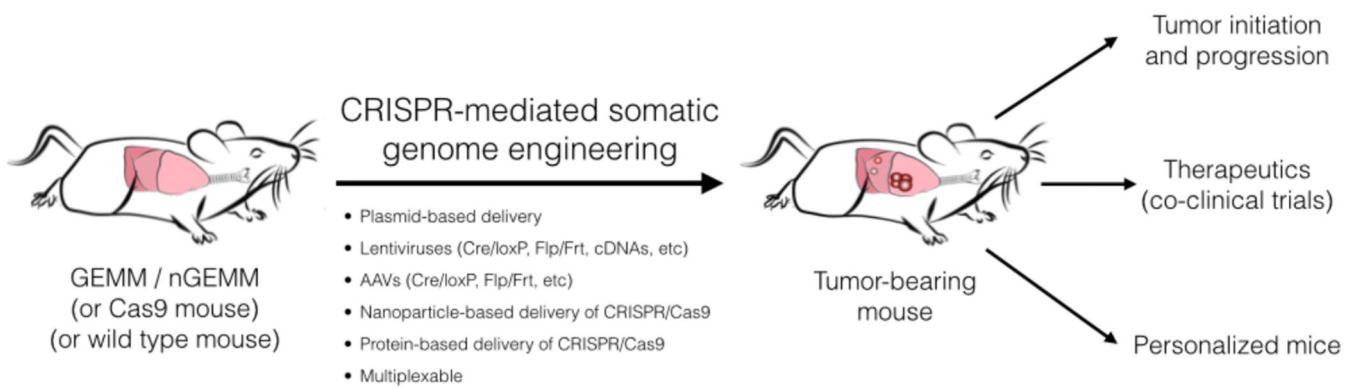 GEMM / nGEMM
(or Cas9 mouse)
(or wild type mouse)
CRISPR-mediated somatic
genome engineering
• Plasmid-based delivery
• Lentiviruses (Cre/loxP, Flp/Frt, cDNAs, etc)
• AAVs (Cre/loxP, Flp/Frt, etc)
• Nanoparticle-based delivery of CRISPR/Cas9
• Protein-based delivery of CRISPR/Cas9
• Multiplexable
Tumor-bearing
mouse
Tumor initiation
and progression
Therapeutics
(co-clinical trials)
Personalized mice